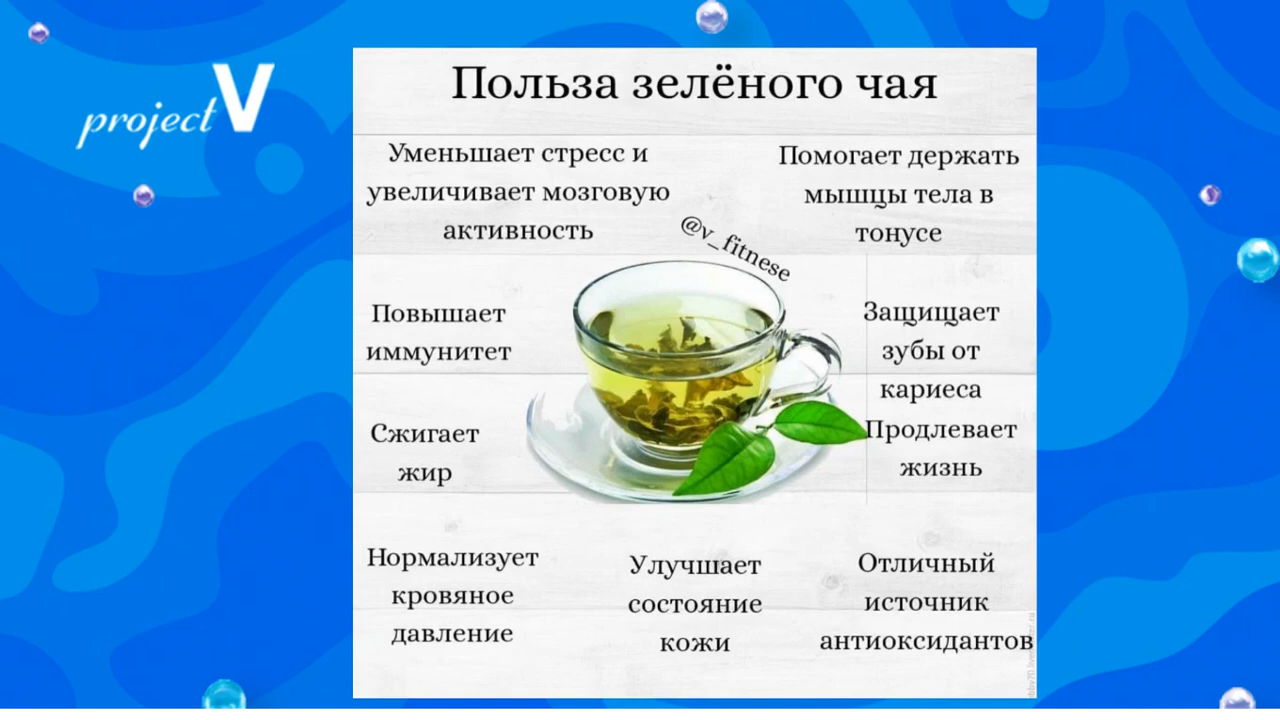 project V
Польза зелёного чая
Уменьшает стресс и
увеличивает мозговую
активность
Помогает держать
мышцы тела в
тонусе
@v_fitnese
Повышает
иммунитет
Защищает
зубы от
кариеса
Сжигает
жир
Продлевает
жизнь
Нормализует
кровяное
давление
Улучшает
состояние
кожи
Отличный
источник
антиоксидантов